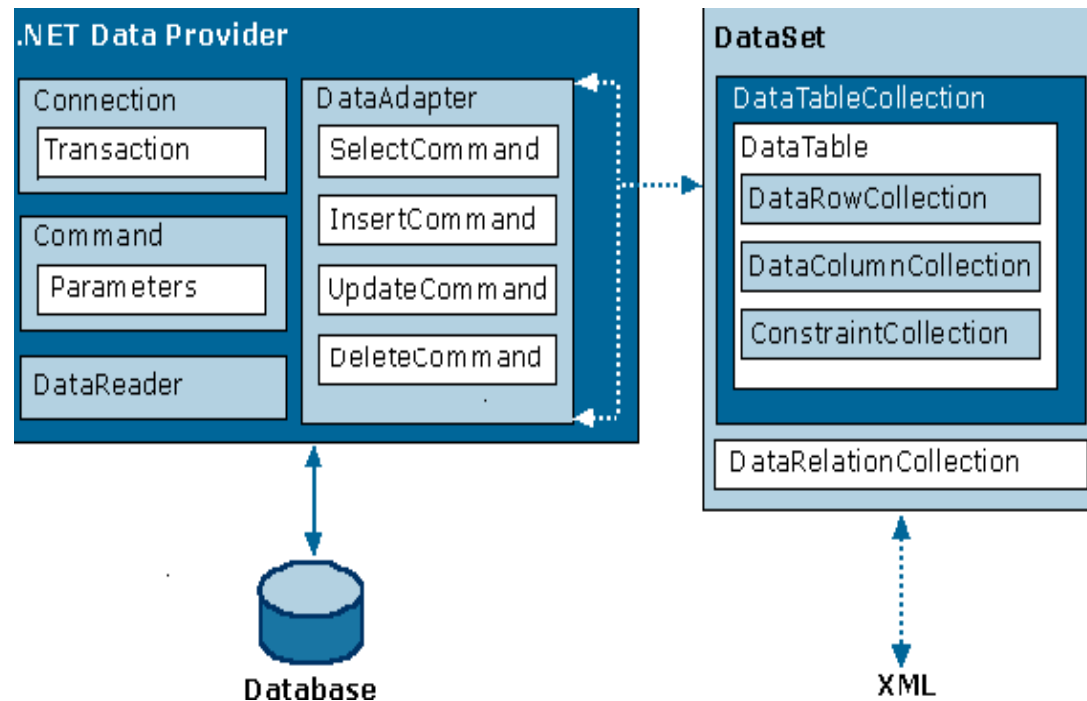 .NET Data Provider
Connection
Transaction
Command
Parameters
DataReader
DataAdapter
SelectCommand
InsertCommand
UpdateCommand
DeleteCommand
DataSet
DataTableCollection
DataTable
DataRowCollection
DataColumnCollection
ConstraintCollection
DataRelationCollection
Database
XML